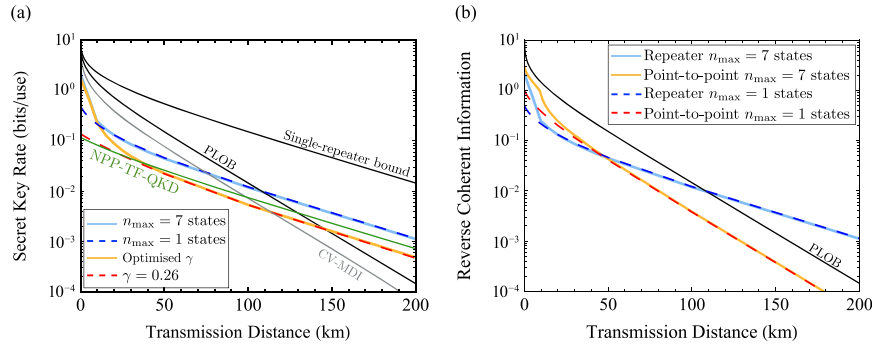 (a)
Secret Key Rate (bits/use)
10^1
10^0
10^{-1}
10^{-2}
10^{-3}
10^{-4}
Single-repeater bound
PLOB
NPP-TF-QKD
CV-MDI
n_max = 7 states
n_max = 1 states
Optimised γ
γ = 0.26
0 50 100 150 200
Transmission Distance (km)
(b)
Reverse Coherent Information
10^1
10^0
10^{-1}
10^{-2}
10^{-3}
10^{-4}
Repeater n_max = 7 states
Point-to-point n_max = 7 states
Repeater n_max = 1 states
Point-to-point n_max = 1 states
PLOB
0 50 100 150 200
Transmission Distance (km)